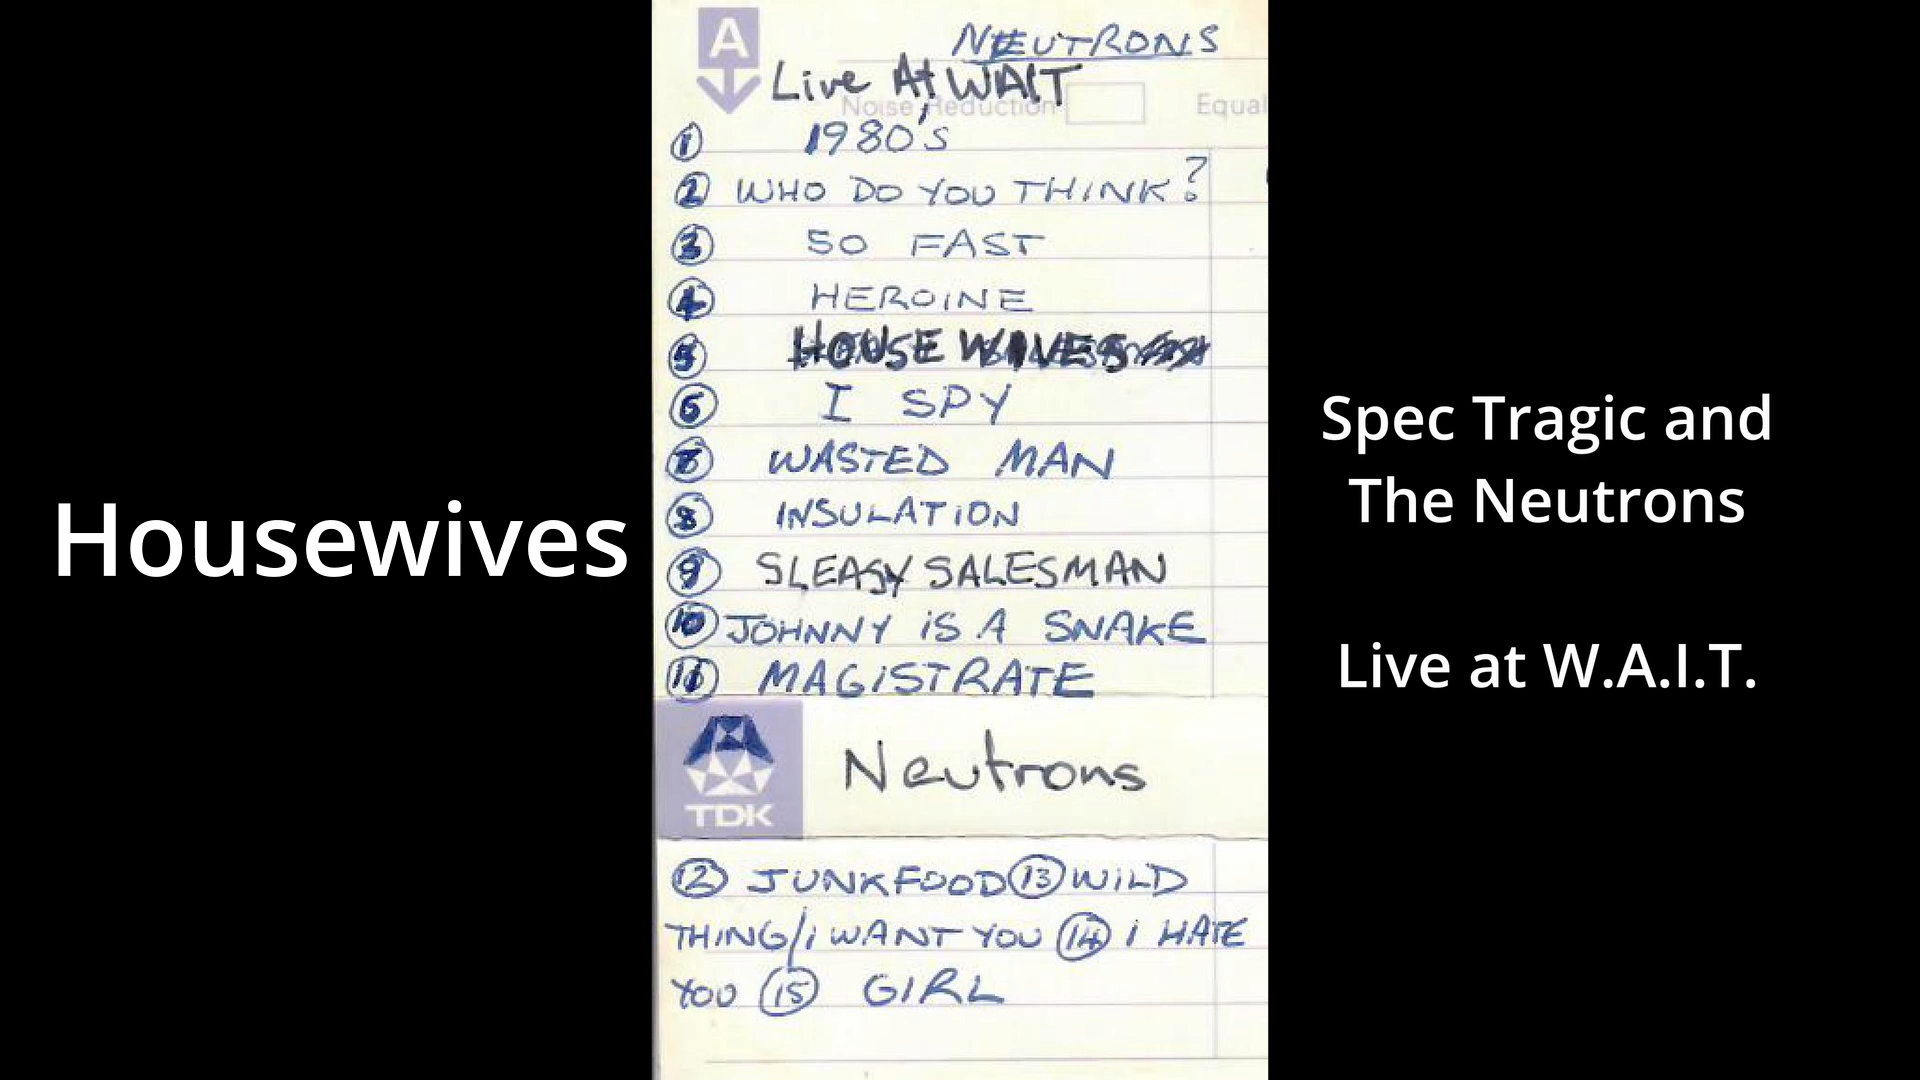 Housewives
A
NEUTRONS
Live At WAIT
Noise Reduction Equal
① 1980's
② WHO DO YOU THINK?
③ SO FAST
④ HEROINE
⑤ HOUSE WIVES
⑥ I SPY
⑦ WASTED MAN
⑧ INSULATION
⑨ SLEASY SALESMAN
⑩ JOHNNY IS A SNAKE
⑪ MAGISTRATE
TDK
Neutrons
⑫ JUNKFOOD ⑬ WILD
THING/I WANT YOU ⑭ I HATE
YOU ⑮ GIRL
Spec Tragic and
The Neutrons
Live at W.A.I.T.